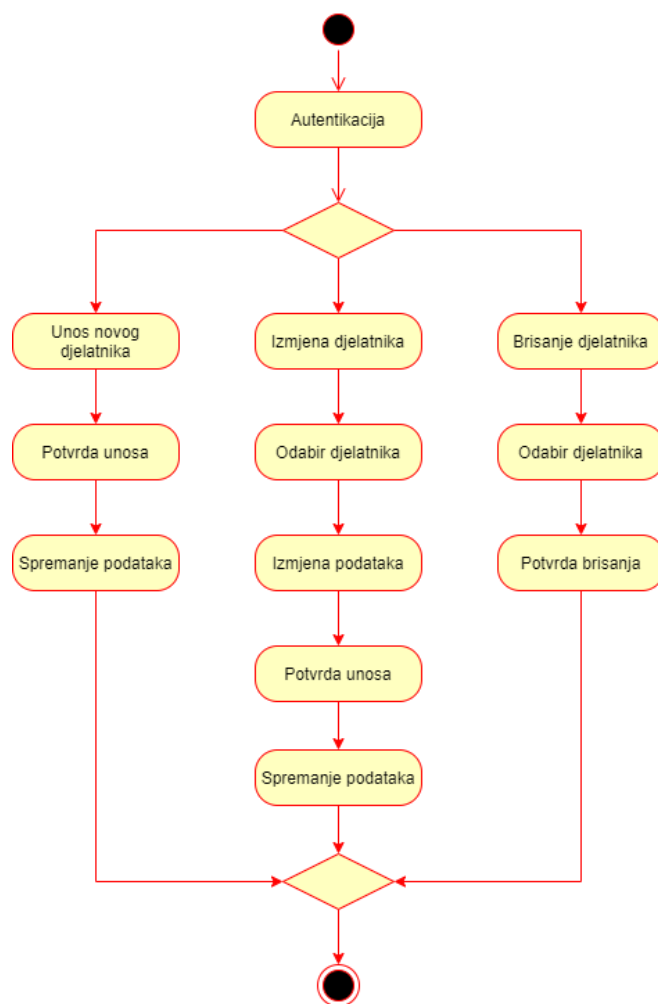 Autentikacija
Unos novog
djelatnika
Izmjena djelatnika
Brisanje djelatnika
Potvrda unosa
Odabir djelatnika
Odabir djelatnika
Spremanje podataka
Izmjena podataka
Potvrda brisanja
Potvrda unosa
Spremanje podataka